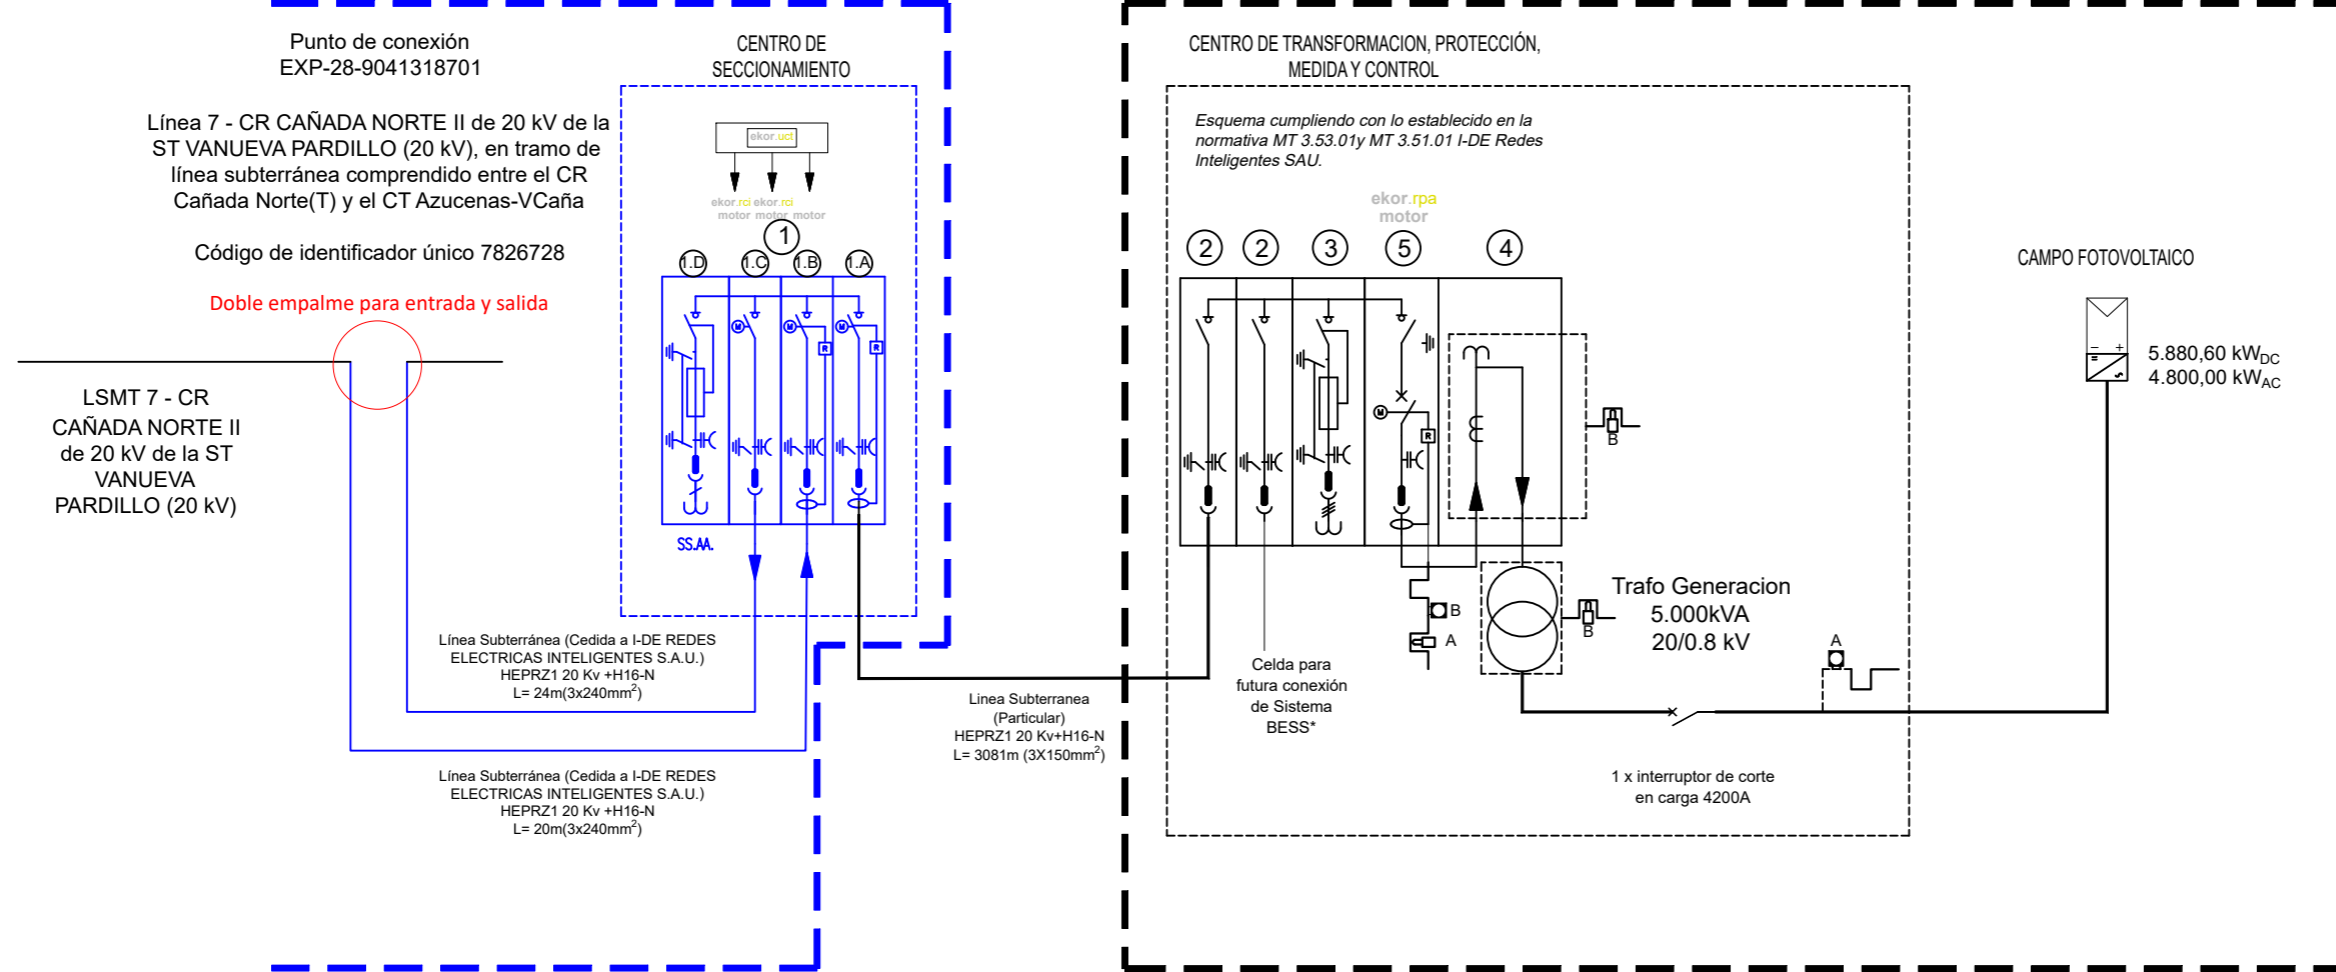 Punto de conexión
EXP-28-9041318701
Línea 7 - CR CAÑADA NORTE II de 20 kV de la
ST VANUEVA PARDILLO (20 kV), en tramo de
línea subterránea comprendido entre el CR
Cañada Norte(T) y el CT Azucenas-VCaña
Código de identificador único 7826728
Doble empalme para entrada y salida
LSMT 7 - CR
CAÑADA NORTE II
de 20 kV de la ST
VANUEVA
PARDILLO (20 kV)
CENTRO DE
SECCIONAMIENTO
ekor.uct
ekor.rci ekor.rci
motor motor motor
1
1.D 1.C 1.B 1.A
M M M
R R
SS.AA.
Línea Subterránea (Cedida a I-DE REDES
ELECTRICAS INTELIGENTES S.A.U.)
HEPRZ1 20 Kv +H16-N
L= 24m(3x240mm²)
Línea Subterránea (Cedida a I-DE REDES
ELECTRICAS INTELIGENTES S.A.U.)
HEPRZ1 20 Kv +H16-N
L= 20m(3x240mm²)
Linea Subterranea
(Particular)
HEPRZ1 20 Kv+H16-N
L= 3081m (3X150mm²)
CENTRO DE TRANSFORMACION, PROTECCIÓN,
MEDIDA Y CONTROL
Esquema cumpliendo con lo establecido en la
normativa MT 3.53.01y MT 3.51.01 I-DE Redes
Inteligentes SAU.
ekor.rpa
motor
2 2 3 5 4
M
R
B
B
A
B
Celda para
futura conexión
de Sistema
BESS*
Trafo Generacion
5.000kVA
20/0.8 kV
A
1 x interruptor de corte
en carga 4200A
CAMPO FOTOVOLTAICO
− +
=
5.880,60 kWDC
4.800,00 kWAC